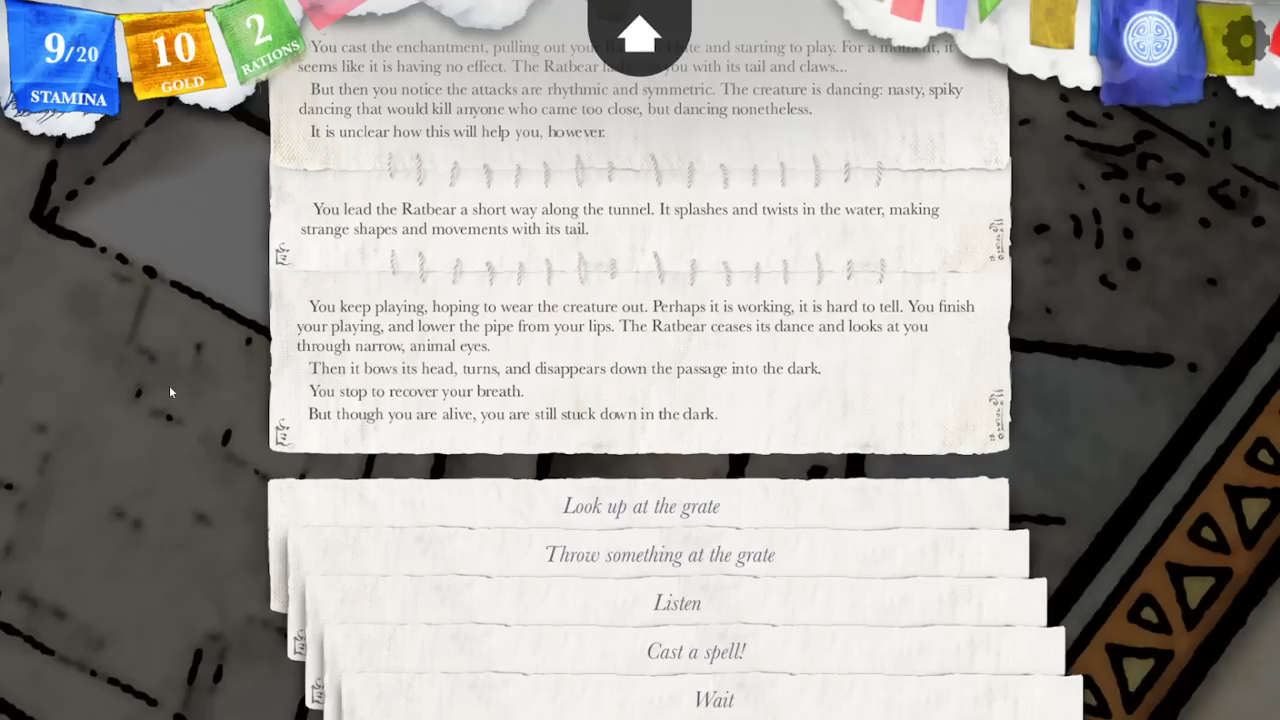 9/20
STAMINA
10
GOLD
2
RATIONS
You cast the enchantment, pulling out your Bamboo Flute and starting to play. For a moment, it
seems like it is having no effect. The Ratbear lashes at you with its tail and claws...
But then you notice the attacks are rhythmic and symmetric. The creature is dancing: nasty, spiky
dancing that would kill anyone who came too close, but dancing nonetheless.
It is unclear how this will help you, however.
You lead the Ratbear a short way along the tunnel. It splashes and twists in the water, making
strange shapes and movements with its tail.
You keep playing, hoping to wear the creature out. Perhaps it is working, it is hard to tell. You finish
your playing, and lower the pipe from your lips. The Ratbear ceases its dance and looks at you
through narrow, animal eyes.
Then it bows its head, turns, and disappears down the passage into the dark.
You stop to recover your breath.
But though you are alive, you are still stuck down in the dark.
Look up at the grate
Throw something at the grate
Listen
Cast a spell!
Wait